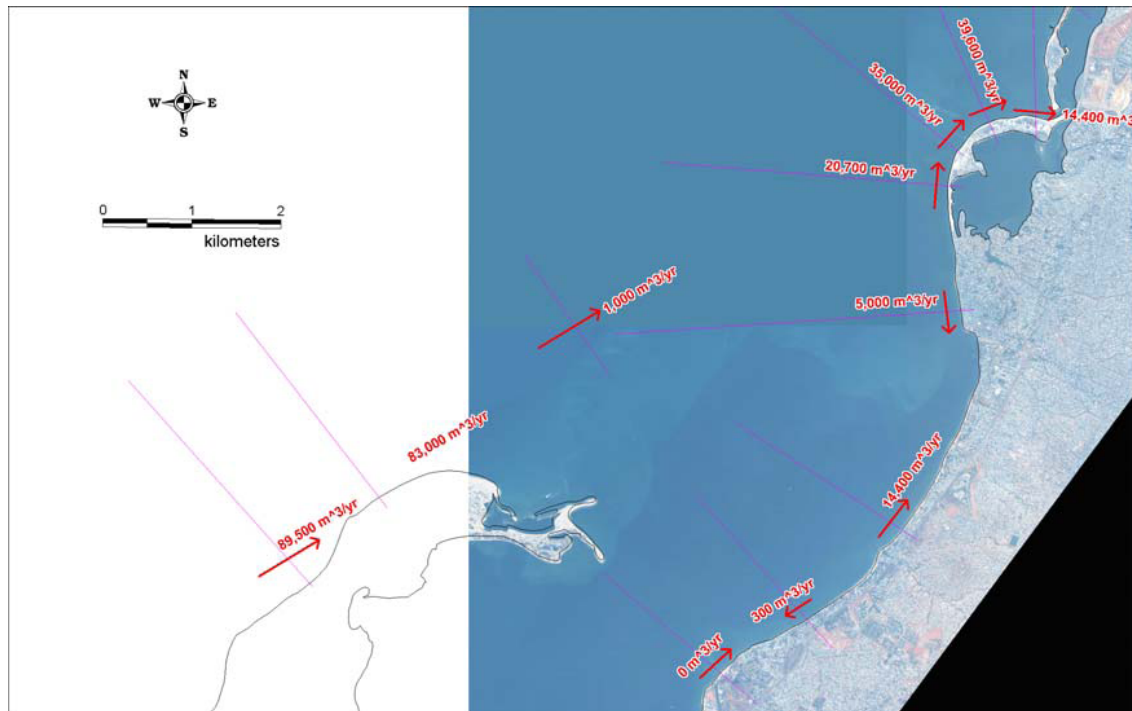 39,600 m^3/yr
35,000 m^3/yr
14,400 m^3
N
W E
S
20,700 m^3/yr
0 1 2
kilometers
1,000 m^3/yr
5,000 m^3/yr
83,000 m^3/yr
14,400 m^3/yr
89,500 m^3/yr
300 m^3/yr
0 m^3/yr